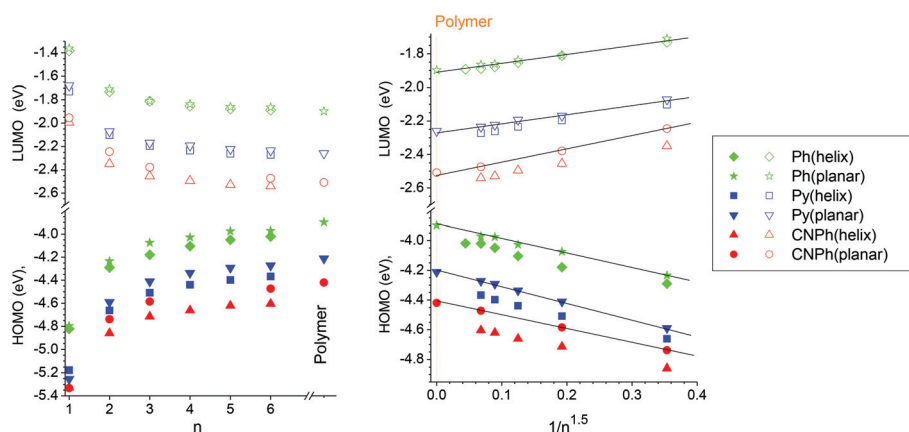 Polymer
LUMO (eV)
-1.4
-1.6
-1.8
-2.0
-2.2
-2.4
-2.6
HOMO (eV),
-4.0
-4.2
-4.4
-4.6
-4.8
-5.0
-5.2
-5.4
1
2
3
4
5
6
Polymer
n
LUMO (eV)
-1.8
-2.0
-2.2
-2.4
-2.6
HOMO (eV),
-4.0
-4.2
-4.4
-4.6
-4.8
0.0
0.1
0.2
0.3
0.4
1/n^1.5
Ph(helix)
Ph(planar)
Py(helix)
Py(planar)
CNPh(helix)
CNPh(planar)